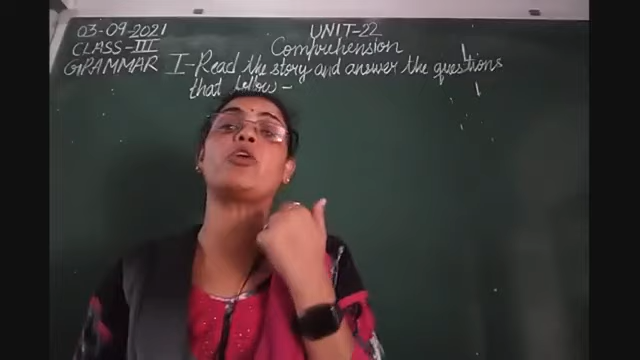 03-09-2021
UNIT-22
CLASS-III
Comprehension
GRAMMAR
I-Read the story and answer the questions
that follow-